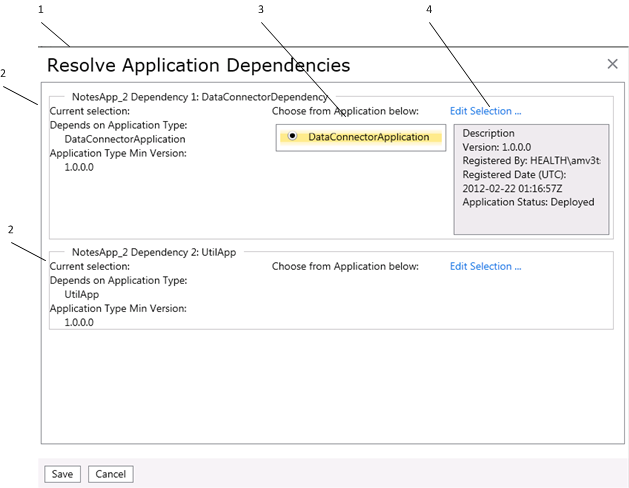 1
3
4
Resolve Application Dependencies
2
NotesApp_2 Dependency 1: DataConnectorDependency
Current selection:
Choose from Application below:
Edit Selection ...
Depends on Application Type:
DataConnectorApplication
Application Type Min Version:
1.0.0.0
DataConnectorApplication
Description
Version: 1.0.0.0
Registered By: HEALTH\amv3t
Registered Date (UTC):
2012-02-22 01:16:57Z
Application Status: Deployed
2
NotesApp_2 Dependency 2: UtilApp
Current selection:
Choose from Application below:
Edit Selection ...
Depends on Application Type:
UtilApp
Application Type Min Version:
1.0.0.0
Save
Cancel